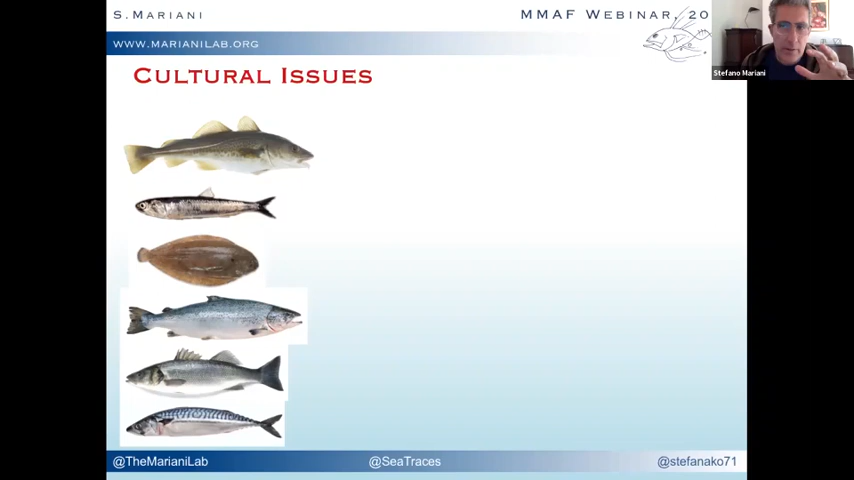 S.MARIANI
MMAF WEBINAR, 20
WWW.MARIANILAB.ORG
Stefano Mariani
CULTURAL ISSUES
@TheMarianiLab
@SeaTraces
@stefanako71